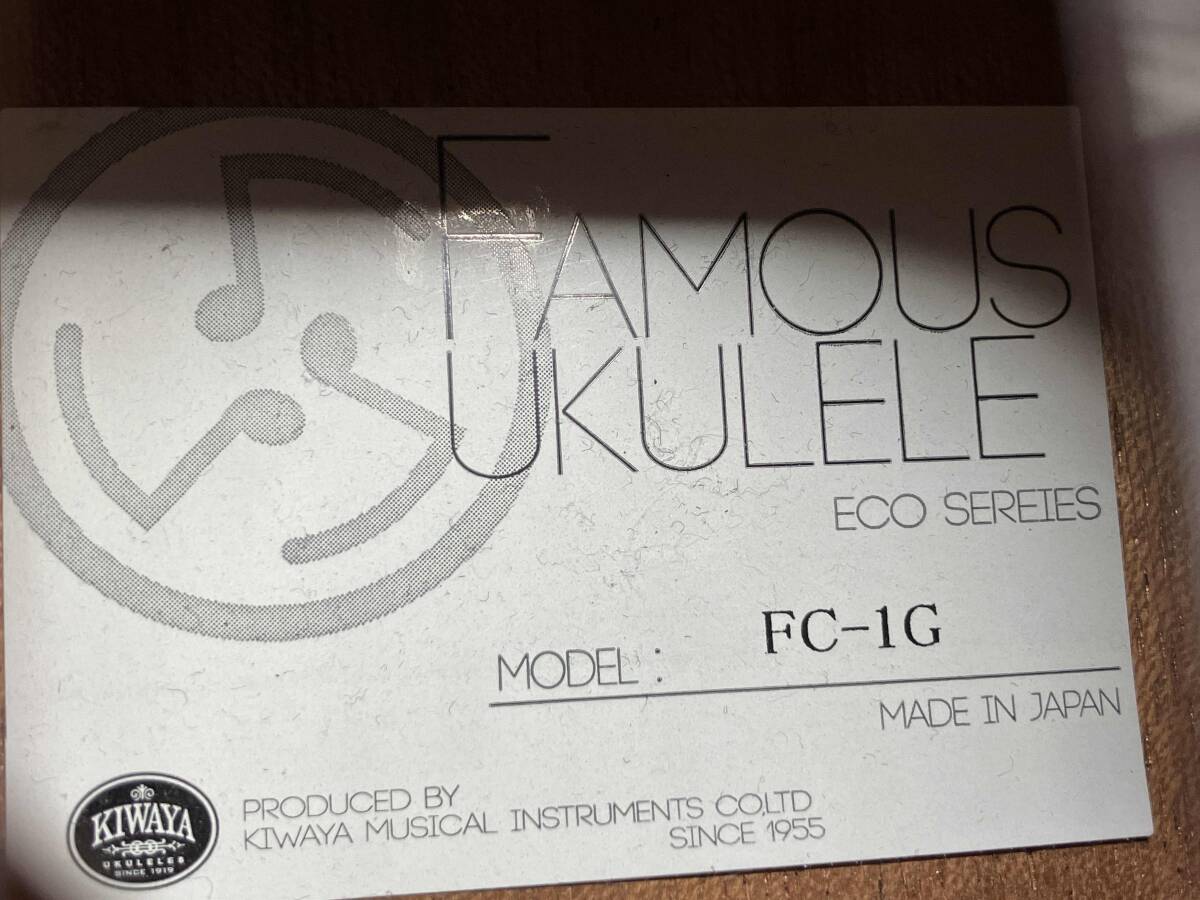 FAMOUS
UKULELE
ECO SEREIES
MODEL : FC-1G
MADE IN JAPAN
KIWAYA
UKULELES
SINCE 1919
PRODUCED BY
KIWAYA MUSICAL INSTRUMENTS CO,LTD
SINCE 1955